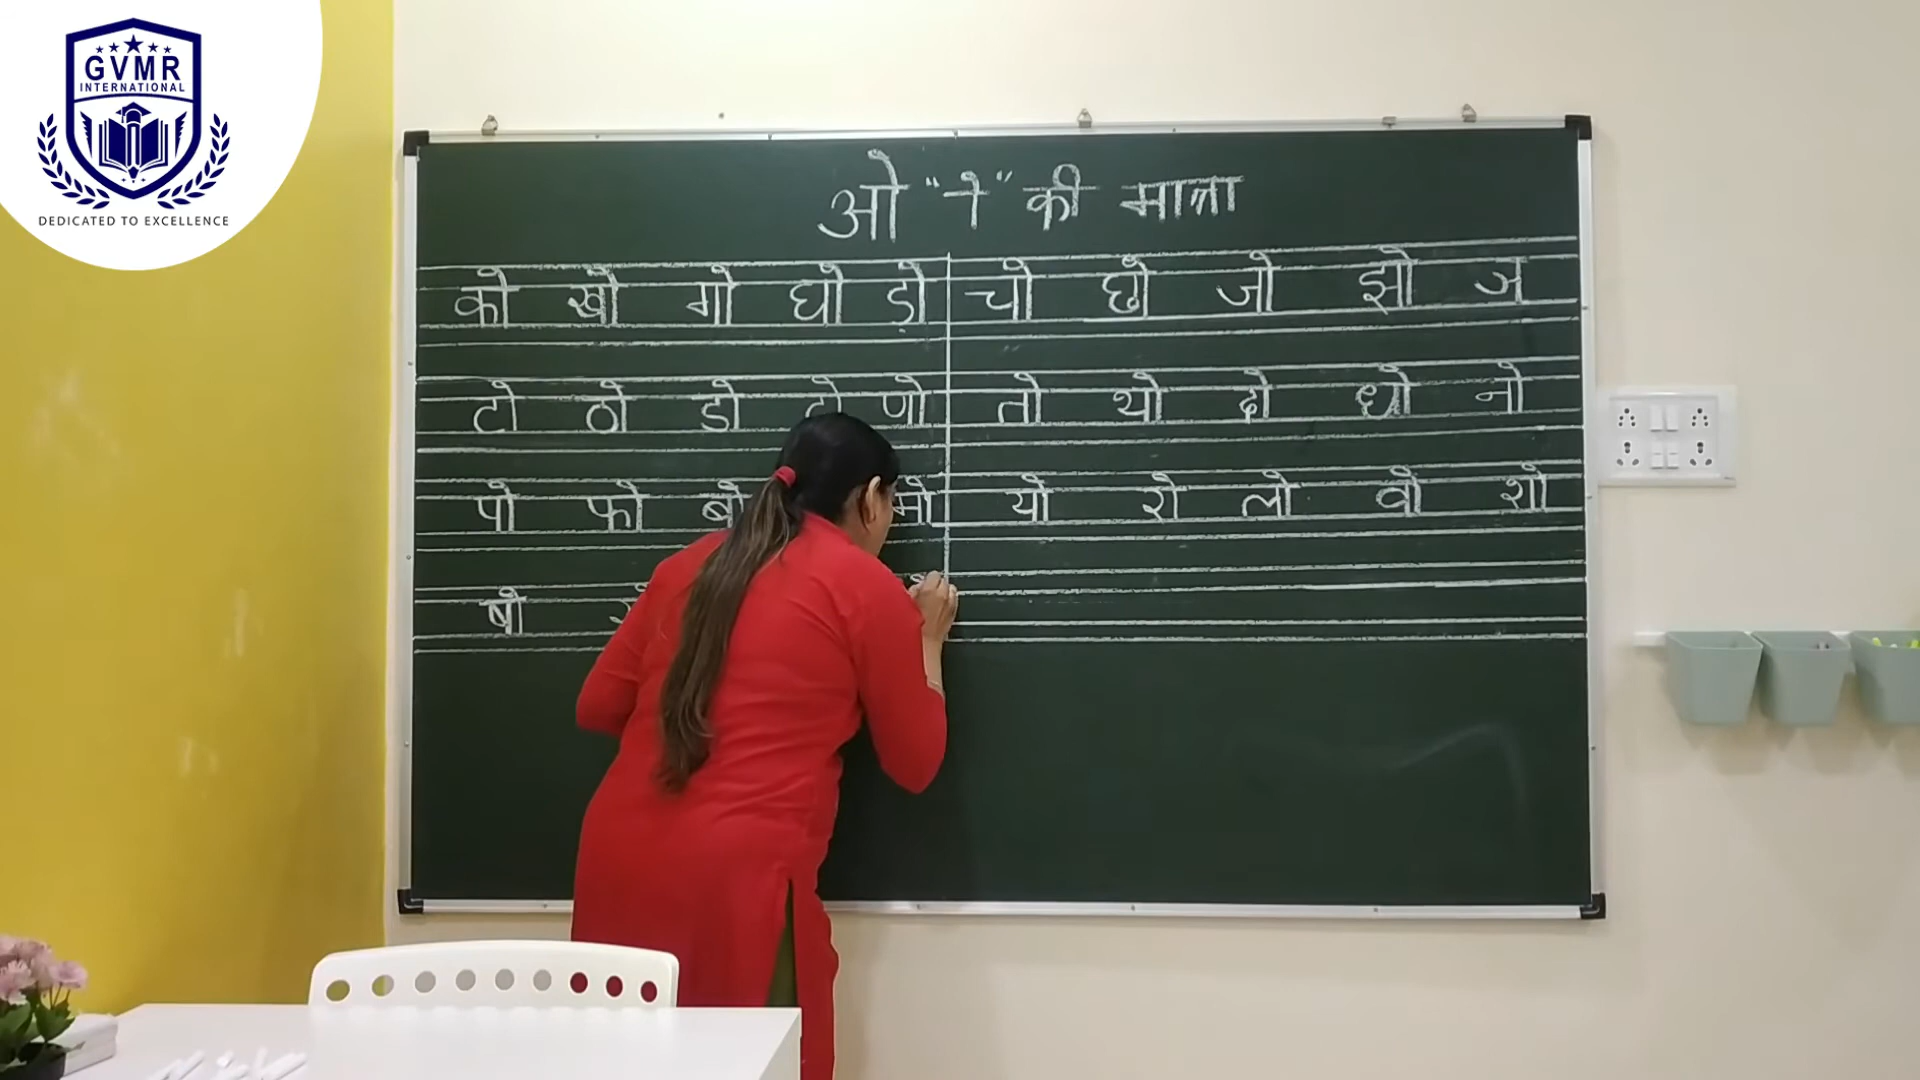 GVMR
INTERNATIONAL
DEDICATED TO EXCELLENCE
ओ "ो" की मात्रा
को खो गो घो ड़ो चो छो जो झो ञ
टो ठो डो ढो णो तो थो दो धो नो
पो फो बो मो यो रो लो वो शो
षो